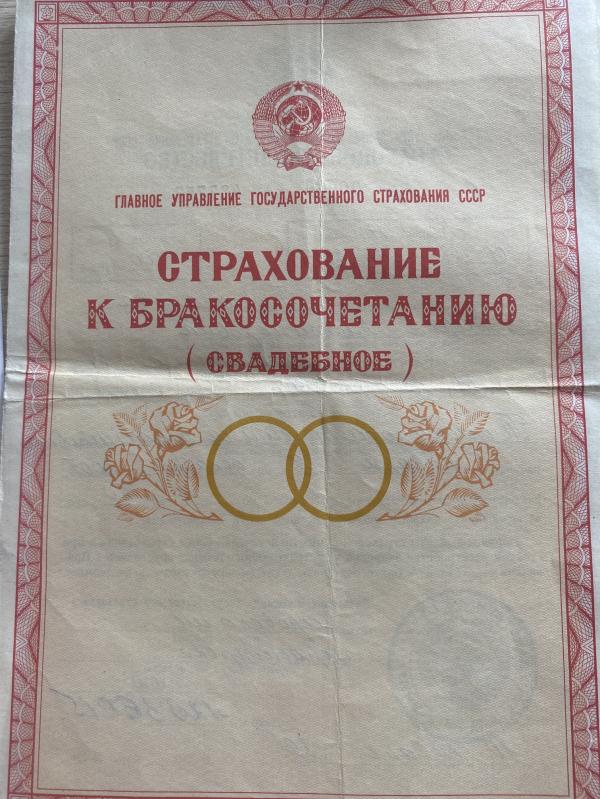 ГЛАВНОЕ УПРАВЛЕНИЕ ГОСУДАРСТВЕННОГО СТРАХОВАНИЯ СССР
СТРАХОВАНИЕ
К БРАКОСОЧЕТАНИЮ
(СВАДЕБНОЕ)